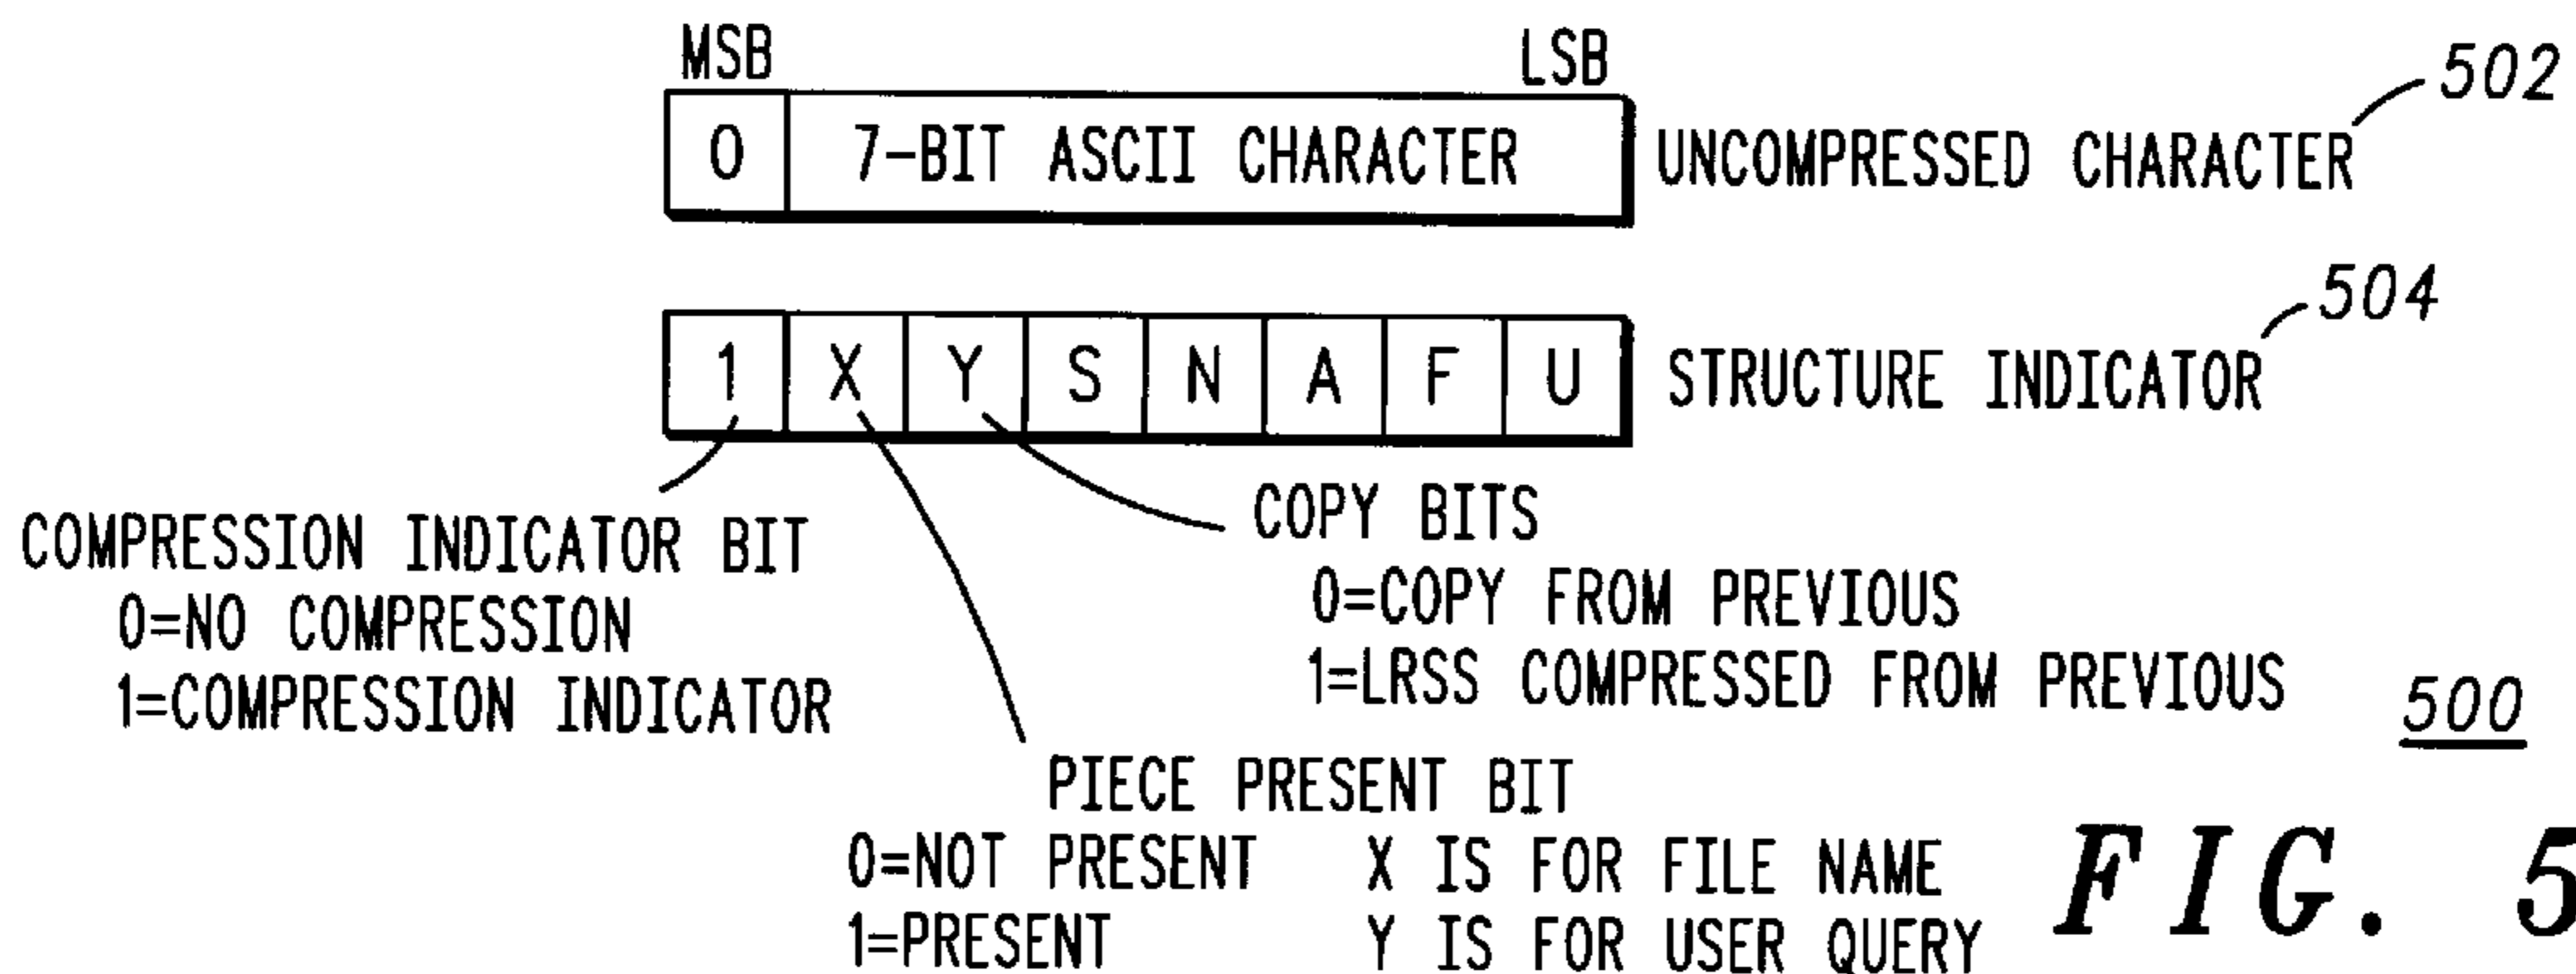 MSB LSB
502
0 7-BIT ASCII CHARACTER UNCOMPRESSED CHARACTER
504
1 X Y S N A F U STRUCTURE INDICATOR
COMPRESSION INDICATOR BIT
0=NO COMPRESSION
1=COMPRESSION INDICATOR
COPY BITS
0=COPY FROM PREVIOUS
1=LRSS COMPRESSED FROM PREVIOUS
500
PIECE PRESENT BIT
0=NOT PRESENT X IS FOR FILE NAME
1=PRESENT Y IS FOR USER QUERY
FIG. 5